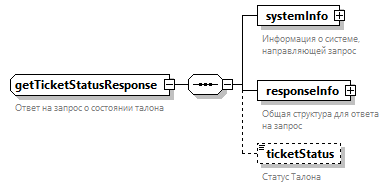 systemInfo
Информация о системе,
направляющей запрос
getTicketStatusResponse
Ответ на запрос о состоянии талона
responseInfo
Общая структура для ответа
на запрос
ticketStatus
Статус Талона